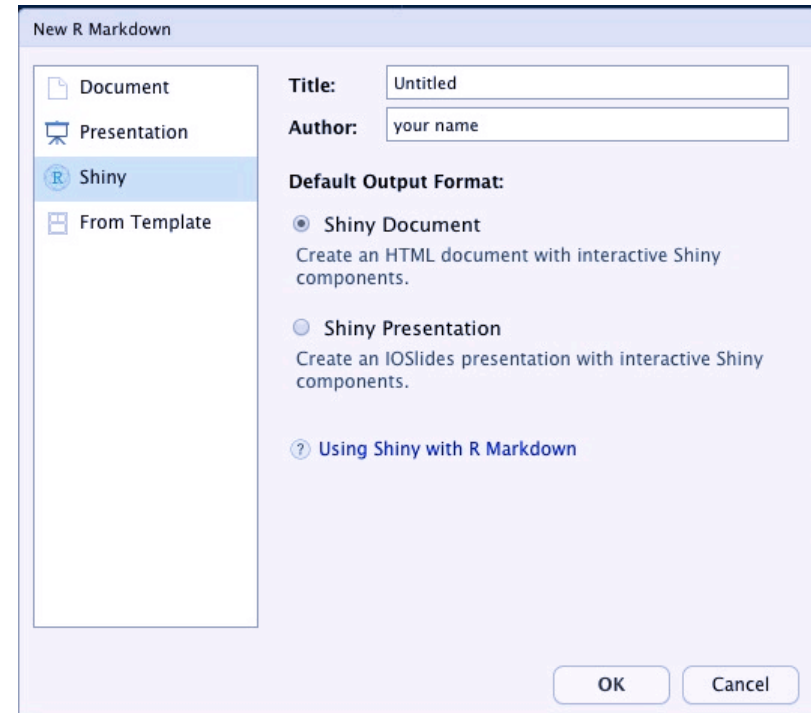 New R Markdown
Document
Presentation
R Shiny
From Template
Title: Untitled
Author: your name
Default Output Format:
Shiny Document
Create an HTML document with interactive Shiny
components.
Shiny Presentation
Create an IOSlides presentation with interactive Shiny
components.
? Using Shiny with R Markdown
OK Cancel